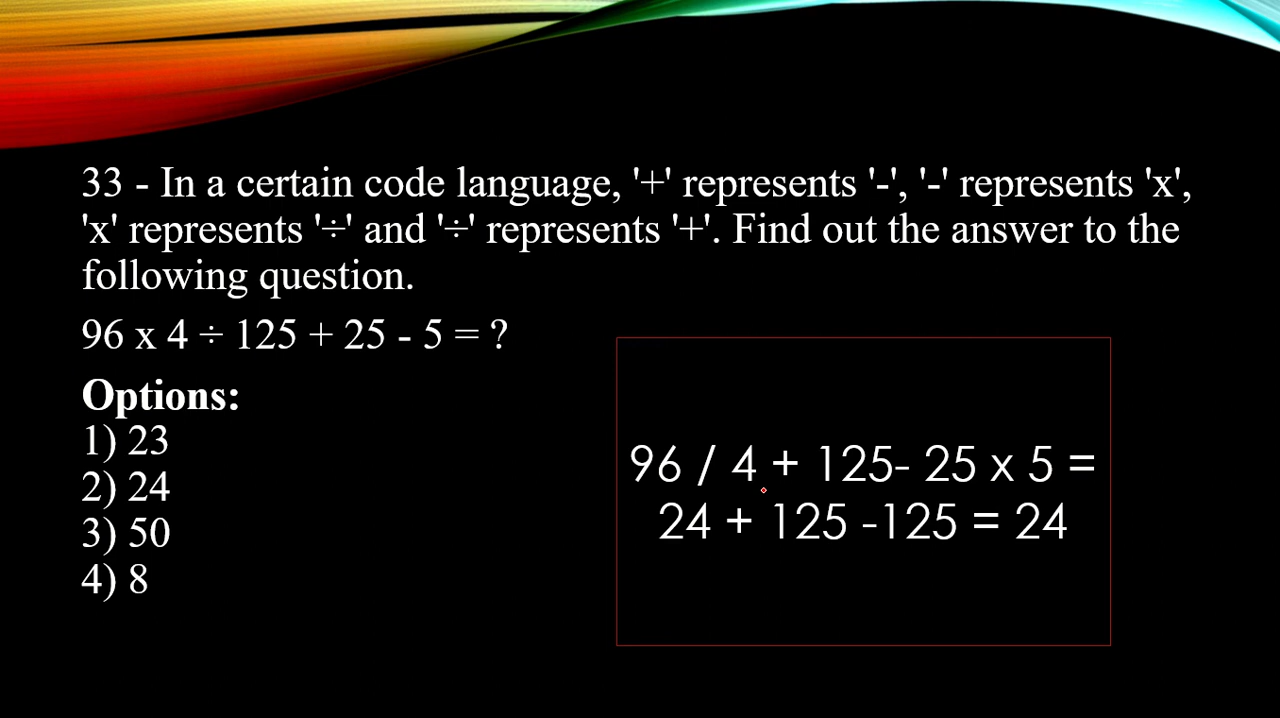 33 - In a certain code language, '+' represents '-', '-' represents 'x',
'x' represents '÷' and '÷' represents '+'. Find out the answer to the
following question.
96 x 4 ÷ 125 + 25 - 5 = ?
Options:
1) 23
2) 24
3) 50
4) 8
96 / 4 + 125- 25 x 5 =
24 + 125 -125 = 24